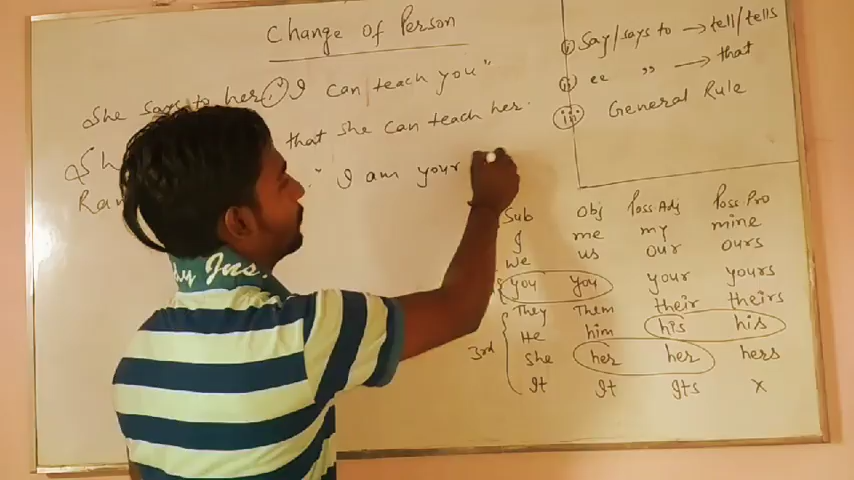 Change of Person
She says to her, "I can teach you"
that she can teach her.
" I am your
(i) Say/says to → tell/tells
(ii) ee " → that
(iii) General Rule
Sub Obj Poss.Adj Poss.Pro
I me my mine
we us our ours
you you your yours
They Them their theirs
He him his his
3rd She her her hers
It It Its X
Jns.